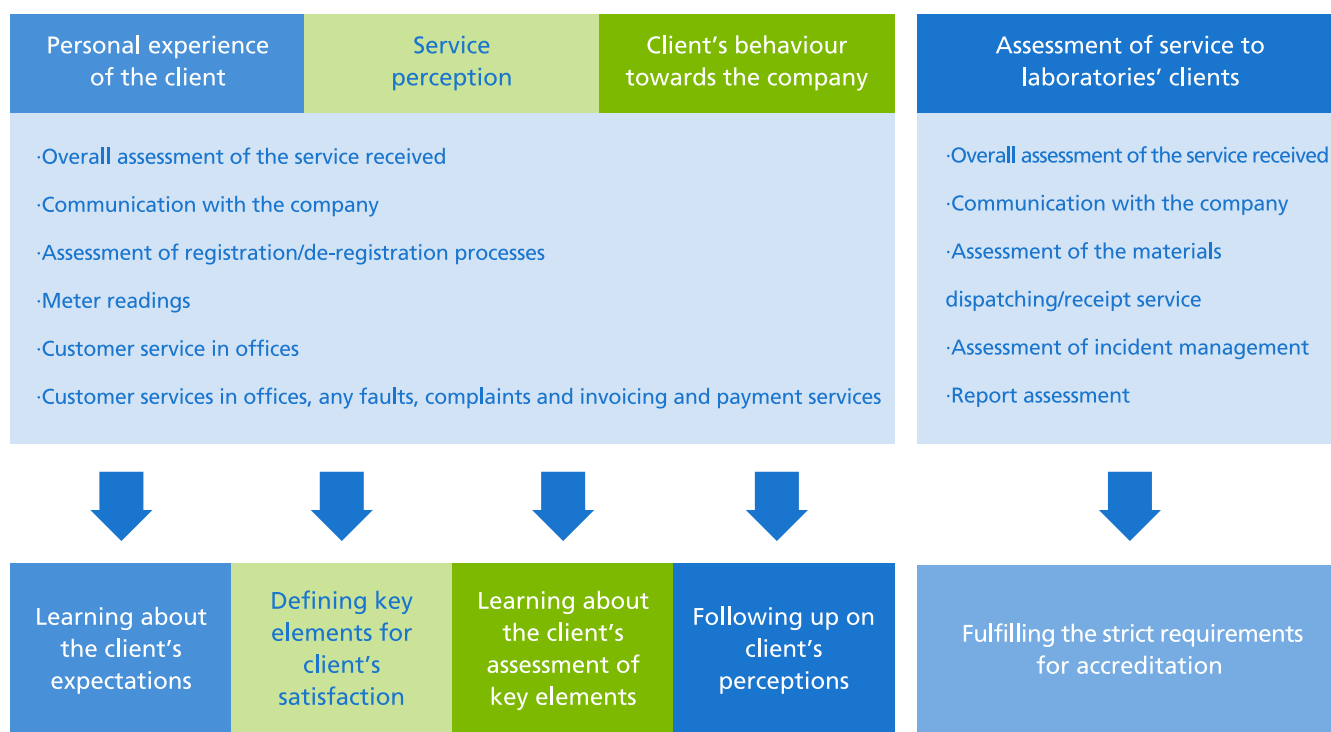 Personal experience
of the client
Service
perception
Client's behaviour
towards the company
Assessment of service to
laboratories' clients
·Overall assessment of the service received
·Communication with the company
·Assessment of registration/de-registration processes
·Meter readings
·Customer service in offices
·Customer services in offices, any faults, complaints and invoicing and payment services
·Overall assessment of the service received
·Communication with the company
·Assessment of the materials
dispatching/receipt service
·Assessment of incident management
·Report assessment
Learning about
the client's
expectations
Defining key
elements for
client's
satisfaction
Learning about
the client's
assessment of
key elements
Following up on
client's
perceptions
Fulfilling the strict requirements
for accreditation